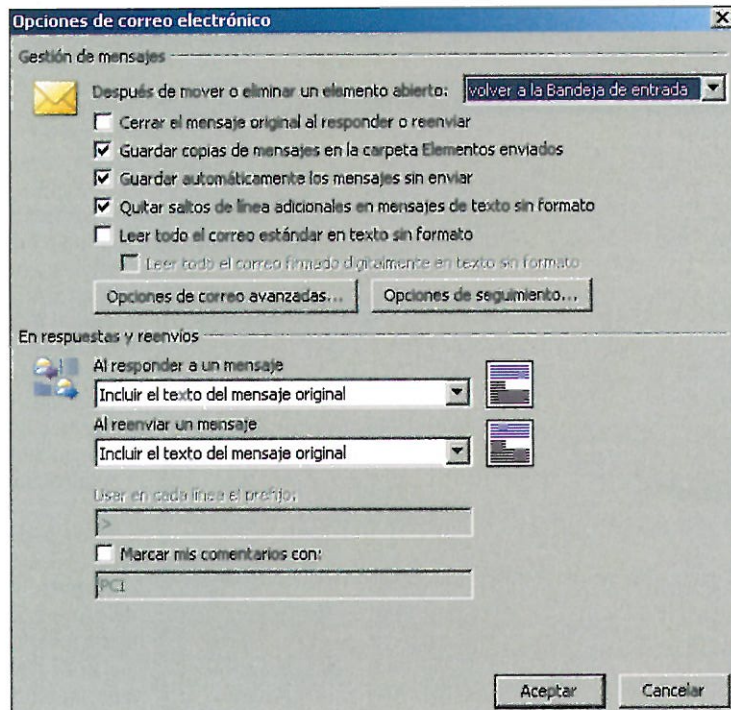 Opciones de correo electrónico
Gestión de mensajes
Después de mover o eliminar un elemento abierto: volver a la Bandeja de entrada
Cerrar el mensaje original al responder o reenviar
Guardar copias de mensajes en la carpeta Elementos enviados
Guardar automáticamente los mensajes sin enviar
Quitar saltos de línea adicionales en mensajes de texto sin formato
Leer todo el correo estándar en texto sin formato
Leer todo el correo firmado digitalmente en texto sin formato
Opciones de correo avanzadas... Opciones de seguimiento...
En respuestas y reenvíos
Al responder a un mensaje
Incluir el texto del mensaje original
Al reenviar un mensaje
Incluir el texto del mensaje original
Usar en cada línea el prefijo:
>
Marcar mis comentarios con:
PC1
Aceptar Cancelar